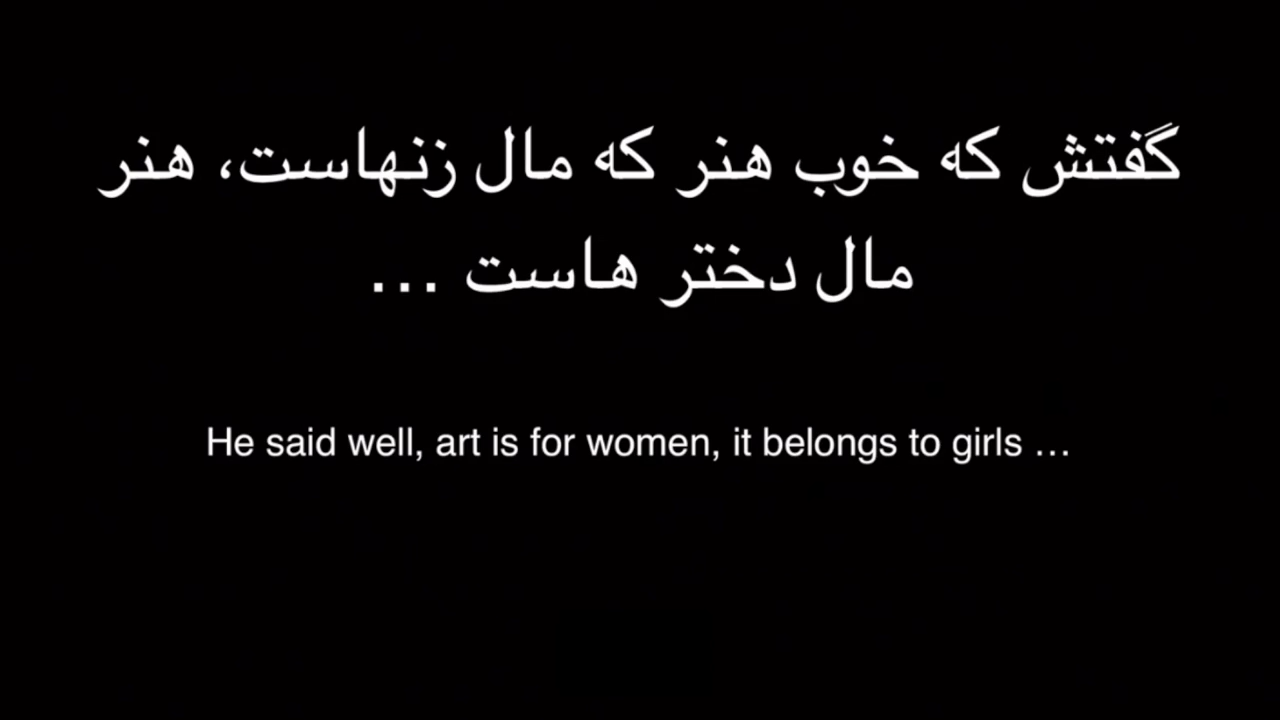 گفتش که خوب هنر که مال زنهاست، هنر
مال دختر هاست ...
He said well, art is for women, it belongs to girls ...